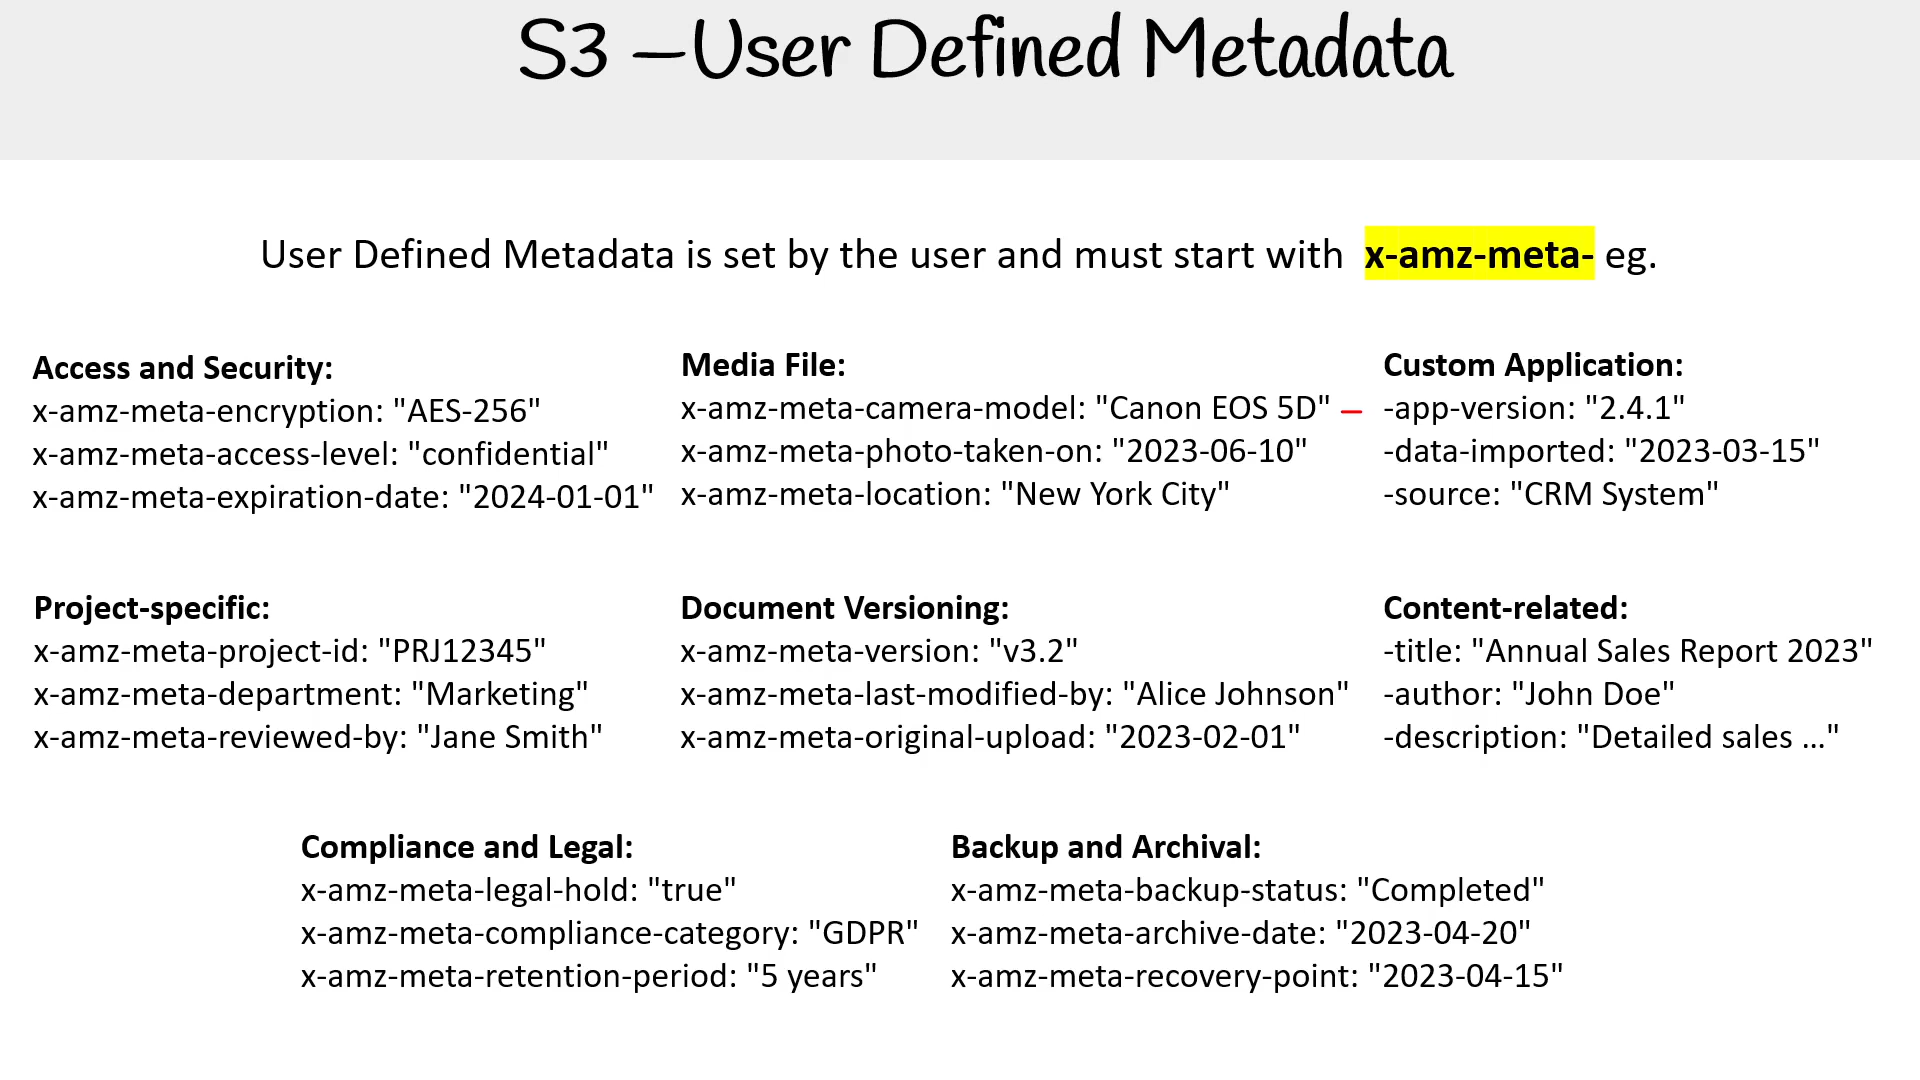 S3 –User Defined Metadata
User Defined Metadata is set by the user and must start with x-amz-meta- eg.
Access and Security:
x-amz-meta-encryption: "AES-256"
x-amz-meta-access-level: "confidential"
x-amz-meta-expiration-date: "2024-01-01"
Media File:
x-amz-meta-camera-model: "Canon EOS 5D"
x-amz-meta-photo-taken-on: "2023-06-10"
x-amz-meta-location: "New York City"
Custom Application:
-app-version: "2.4.1"
-data-imported: "2023-03-15"
-source: "CRM System"
Project-specific:
x-amz-meta-project-id: "PRJ12345"
x-amz-meta-department: "Marketing"
x-amz-meta-reviewed-by: "Jane Smith"
Document Versioning:
x-amz-meta-version: "v3.2"
x-amz-meta-last-modified-by: "Alice Johnson"
x-amz-meta-original-upload: "2023-02-01"
Content-related:
-title: "Annual Sales Report 2023"
-author: "John Doe"
-description: "Detailed sales ..."
Compliance and Legal:
x-amz-meta-legal-hold: "true"
x-amz-meta-compliance-category: "GDPR"
x-amz-meta-retention-period: "5 years"
Backup and Archival:
x-amz-meta-backup-status: "Completed"
x-amz-meta-archive-date: "2023-04-20"
x-amz-meta-recovery-point: "2023-04-15"